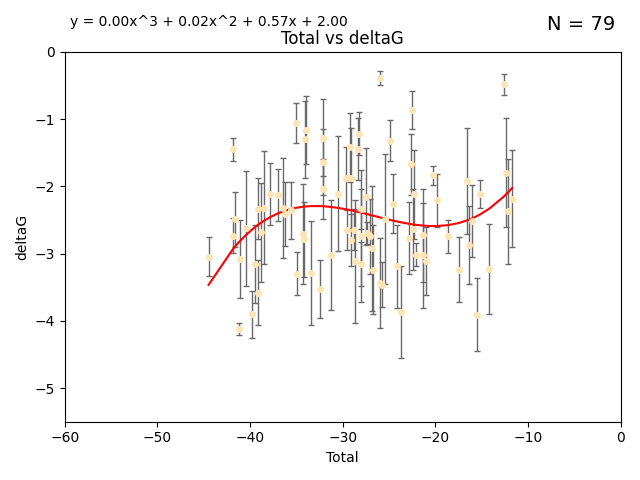 y = 0.00x^3 + 0.02x^2 + 0.57x + 2.00
N = 79
Total vs deltaG
0
−1
−2
−3
−4
−5
deltaG
−60 −50 −40 −30 −20 −10 0
Total